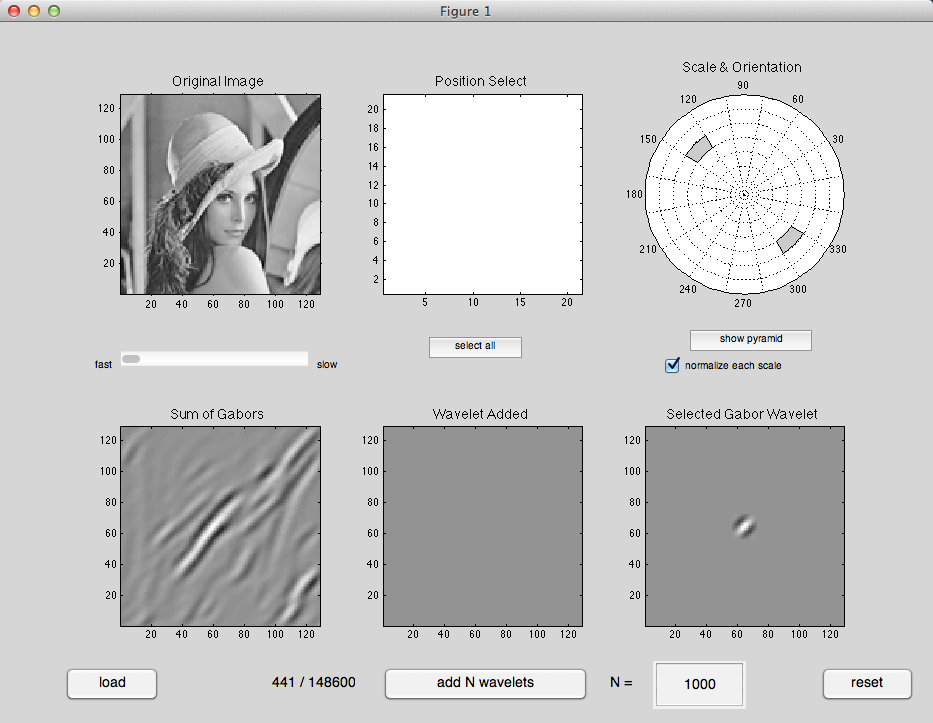 Figure 1
Original Image
120
100
80
60
40
20
20 40 60 80 100 120
Position Select
20
18
16
14
12
10
8
6
4
2
5 10 15 20
Scale & Orientation
90
120 60
150 30
180
210 330
240 300
270
fast slow
select all
show pyramid
normalize each scale
Sum of Gabors
120
100
80
60
40
20
20 40 60 80 100 120
Wavelet Added
120
100
80
60
40
20
20 40 60 80 100 120
Selected Gabor Wavelet
120
100
80
60
40
20
20 40 60 80 100 120
load 441 / 148600 add N wavelets N = 1000 reset